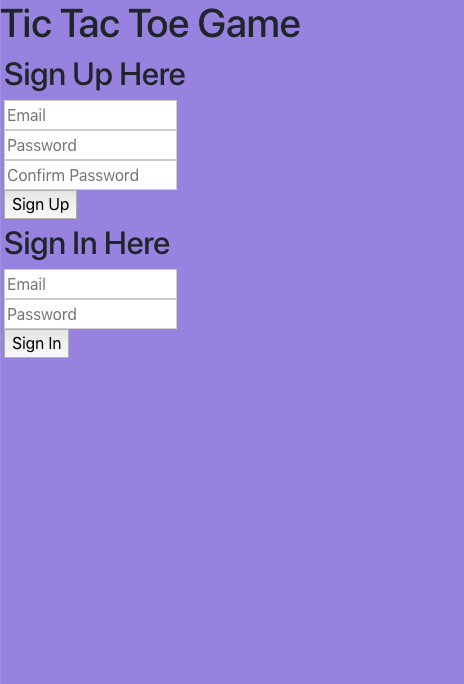 Tic Tac Toe Game
Sign Up Here
Email
Password
Confirm Password
Sign Up
Sign In Here
Email
Password
Sign In